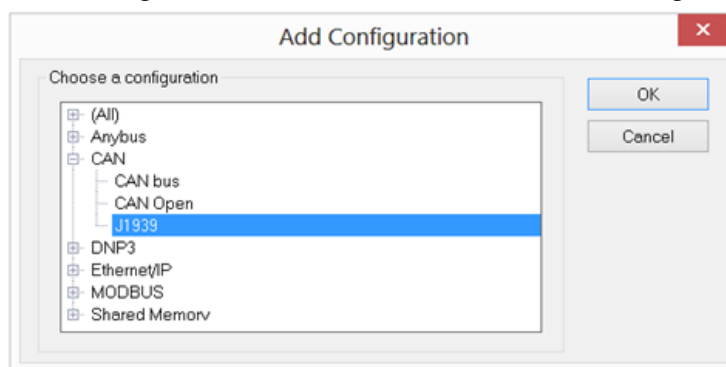 Add Configuration
×
Choose a configuration
OK
Cancel
(All)
Anybus
CAN
CAN bus
CAN Open
J1939
DNP3
Ethernet/IP
MODBUS
Shared Memory